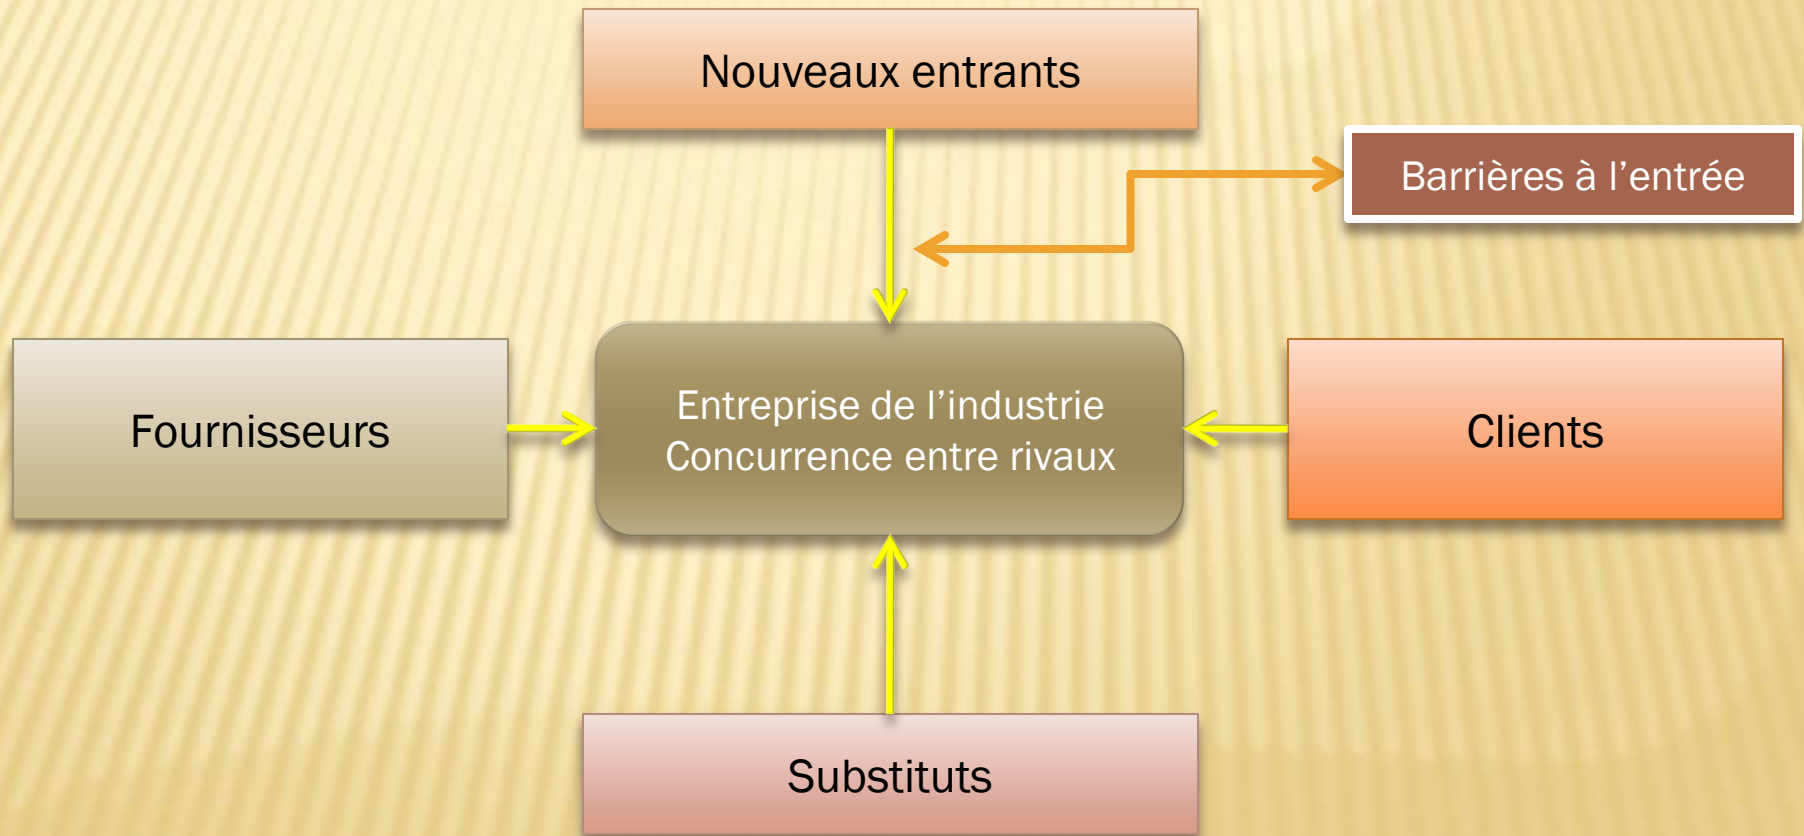 Nouveaux entrants
Barrières à l’entrée
Fournisseurs
Entreprise de l’industrie
Concurrence entre rivaux
Clients
Substituts